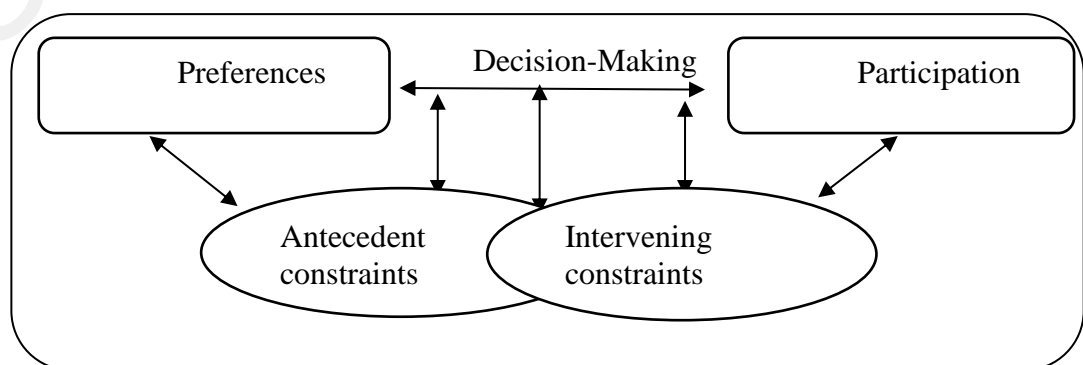 Preferences
Decision-Making
Participation
Antecedent
constraints
Intervening
constraints